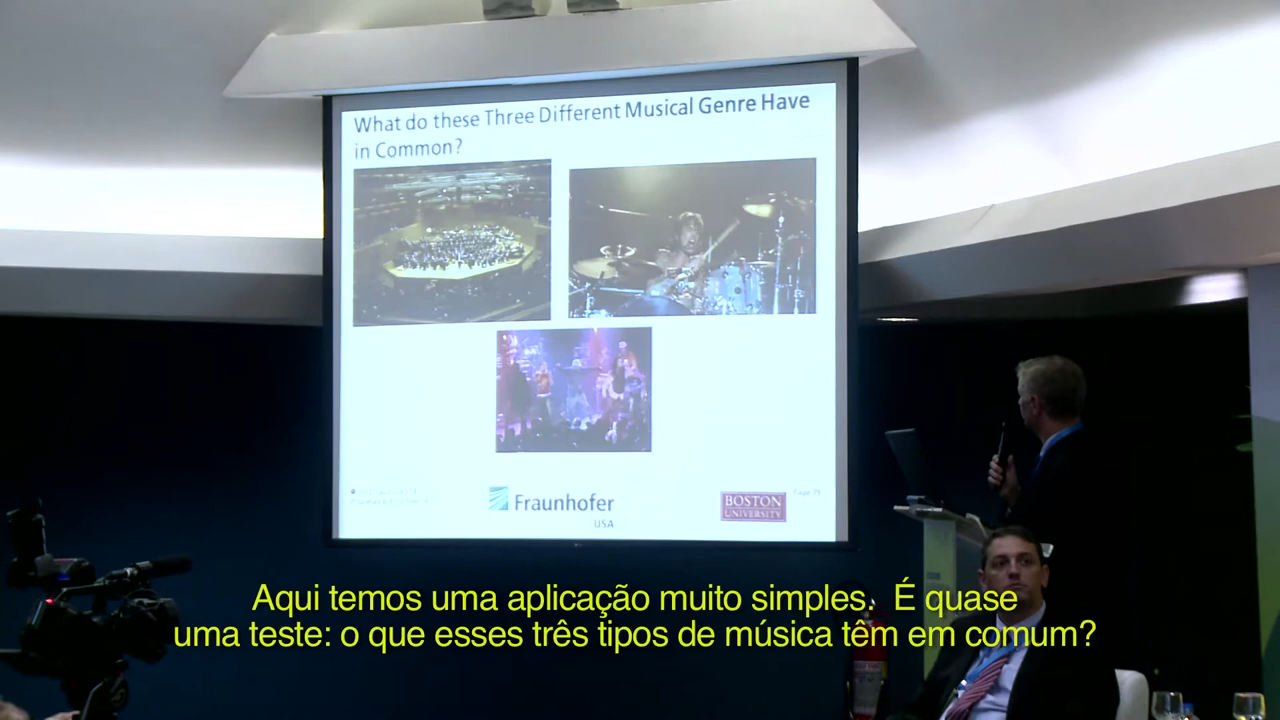 What do these Three Different Musical Genre Have
in Common?
Fraunhofer
USA
BOSTON
UNIVERSITY
Aqui temos uma aplicação muito simples. É quase
uma teste: o que esses três tipos de música têm em comum?